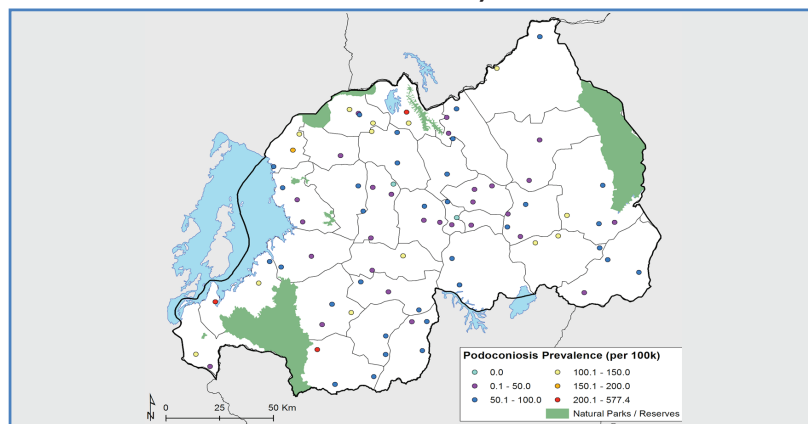 Podoconiosis Prevalence (per 100k)
0.0
0.1 - 50.0
50.1 - 100.0
100.1 - 150.0
150.1 - 200.0
200.1 - 577.4
Natural Parks / Reserves
N
0 25 50 Km